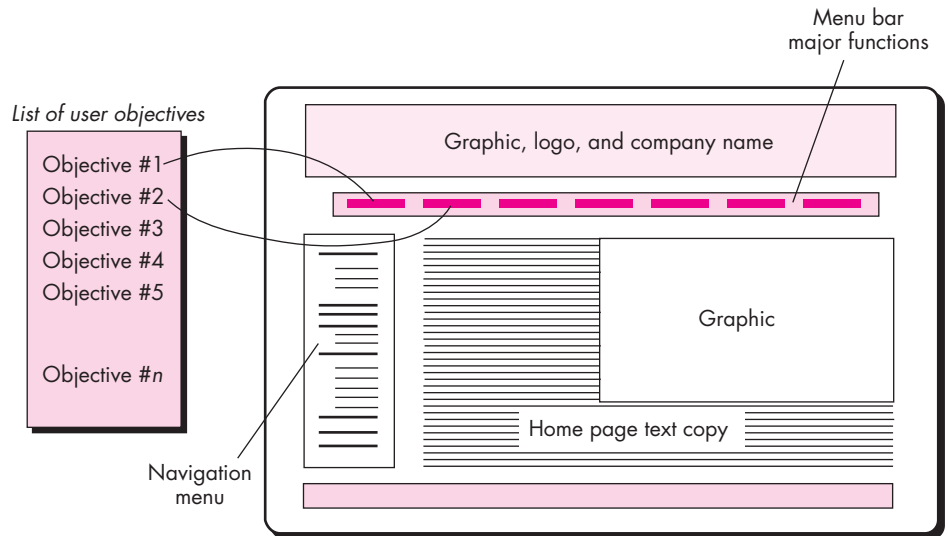 Menu bar
major functions
List of user objectives
Objective #1
Objective #2
Objective #3
Objective #4
Objective #5
Objective #n
Graphic, logo, and company name
Graphic
Home page text copy
Navigation
menu